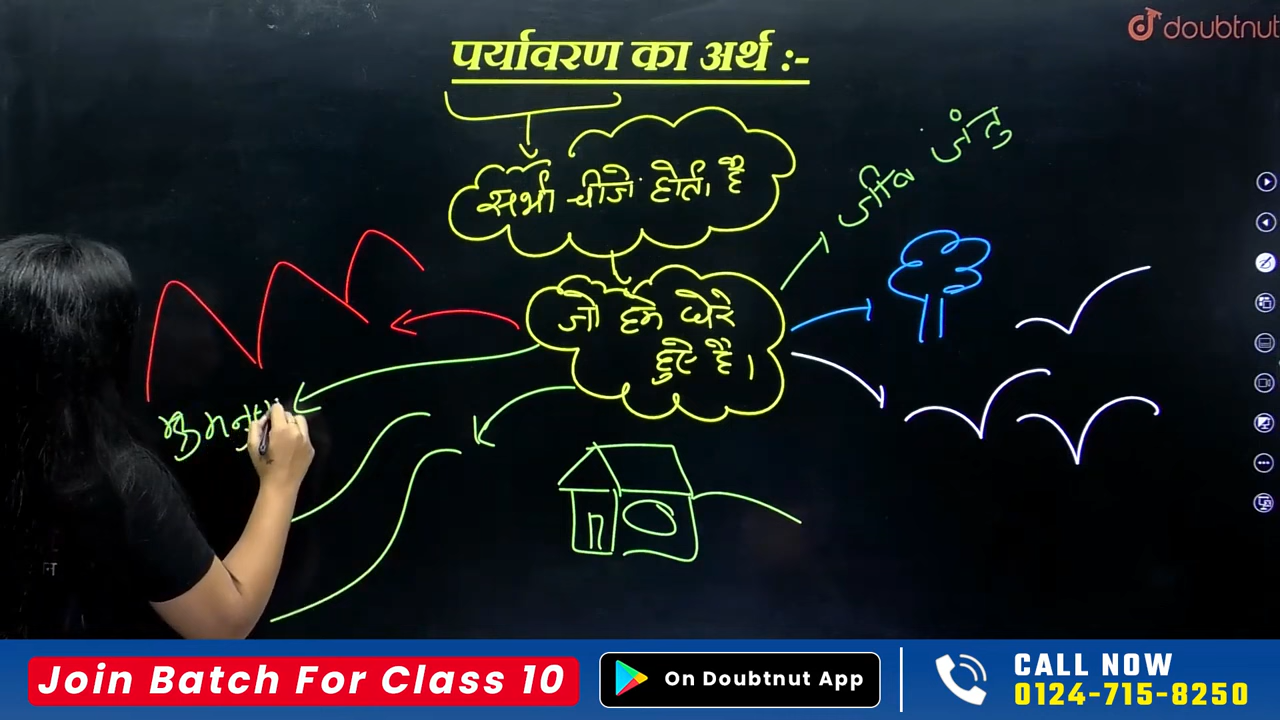 doubtnut
पर्यावरण का अर्थ :-
सभी चीजे होती है
जीव जंतु
जो हमे घेरे
हुए है।
Join Batch For Class 10
On Doubtnut App
CALL NOW
0124-715-8250